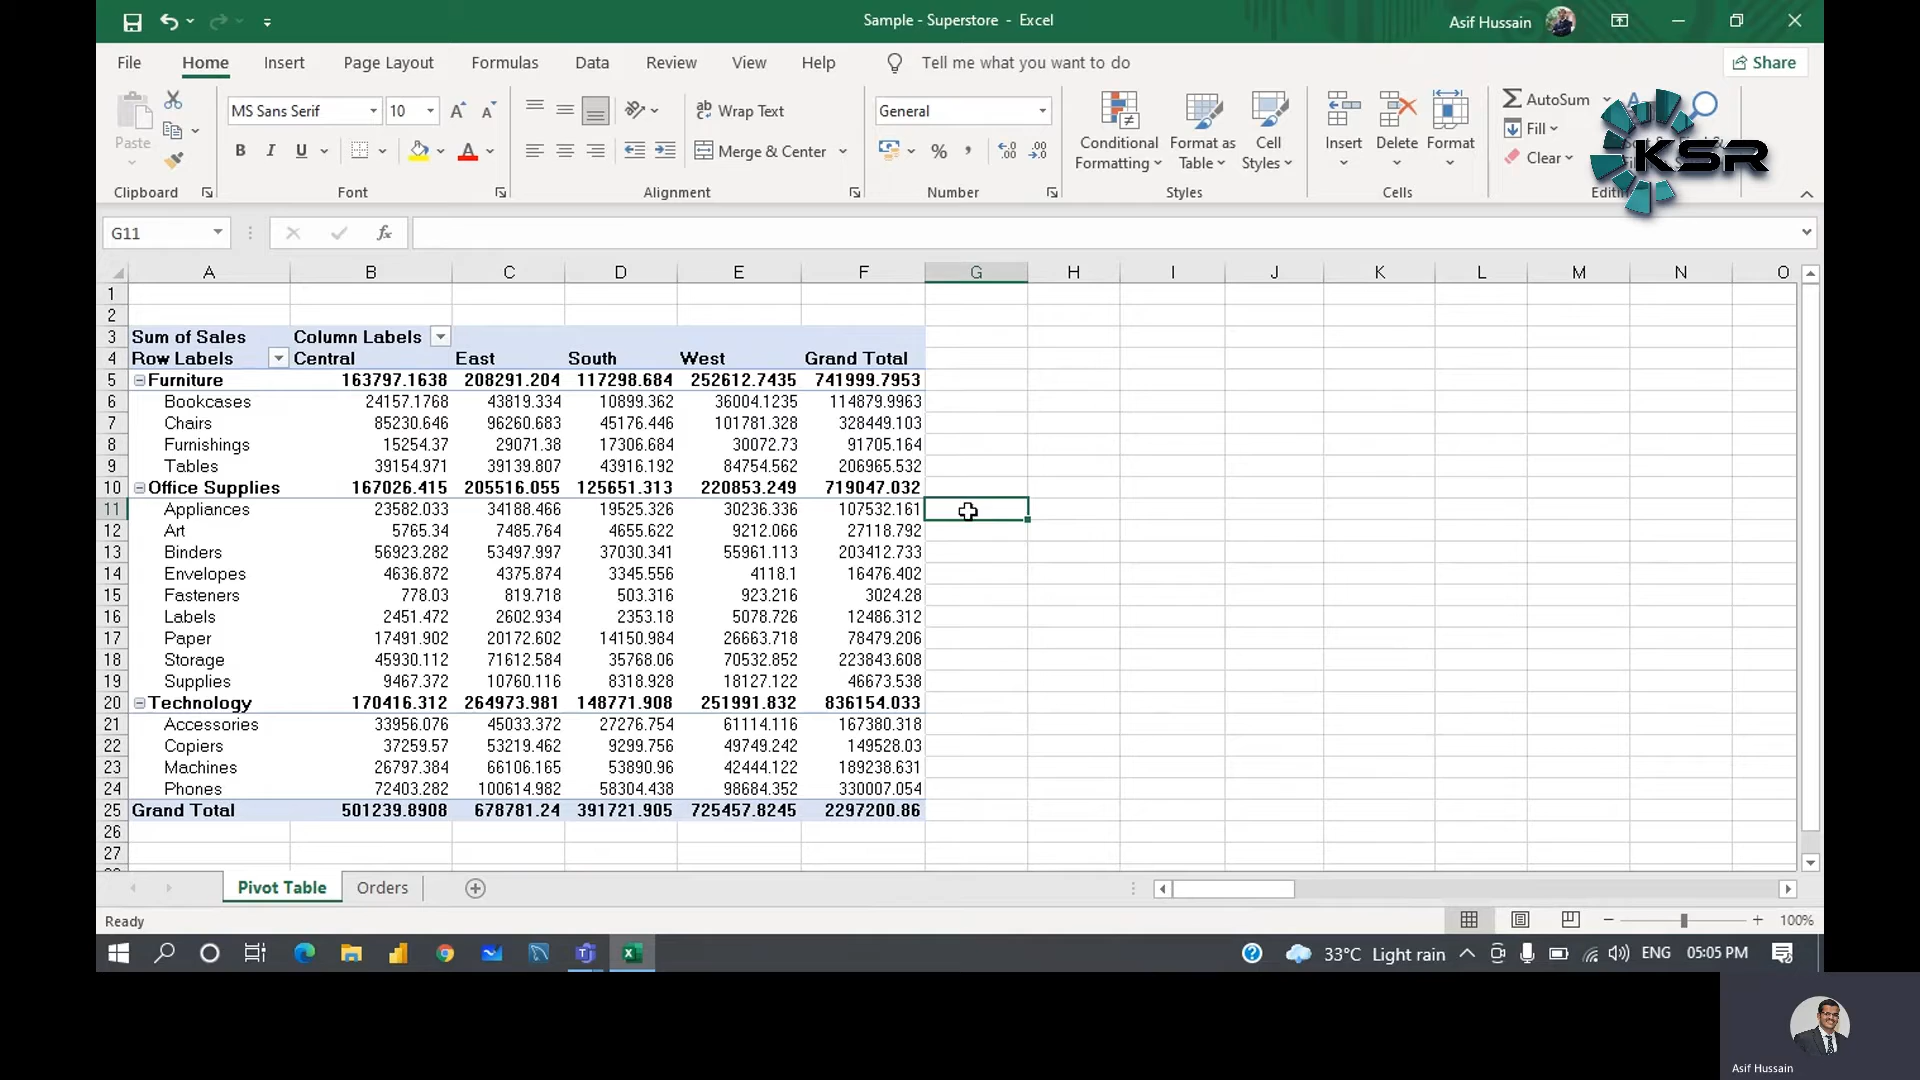 Sample - Superstore - Excel
Asif Hussain
File Home Insert Page Layout Formulas Data Review View Help Tell me what you want to do Share
MS Sans Serif 10 Wrap Text General AutoSum
Paste Merge & Center Conditional Formatting Format as Table Cell Styles Insert Delete Format Fill Clear
KSR
Clipboard Font Alignment Number Styles Cells
G11 fx
A B C D E F G H I J K L M N O
1
2
3 Sum of Sales Column Labels
4 Row Labels Central East South West Grand Total
5 Furniture 163797.1638 208291.204 117298.684 252612.7435 741999.7953
6 Bookcases 24157.1768 43819.334 10899.362 36004.1235 114879.9963
7 Chairs 85230.646 96260.683 45176.446 101781.328 328449.103
8 Furnishings 15254.37 29071.38 17306.684 30072.73 91705.164
9 Tables 39154.971 39139.807 43916.192 84754.562 206965.532
10 Office Supplies 167026.415 205516.055 125651.313 220853.249 719047.032
11 Appliances 23582.033 34188.466 19525.326 30236.336 107532.161
12 Art 5765.34 7485.764 4655.622 9212.066 27118.792
13 Binders 56923.282 53497.997 37030.341 55961.113 203412.733
14 Envelopes 4636.872 4375.874 3345.556 4118.1 16476.402
15 Fasteners 778.03 819.718 503.316 923.216 3024.28
16 Labels 2451.472 2602.934 2353.18 5078.726 12486.312
17 Paper 17491.902 20172.602 14150.984 26663.718 78479.206
18 Storage 45930.112 71612.584 35768.06 70532.852 223843.608
19 Supplies 9467.372 10760.116 8318.928 18127.122 46673.538
20 Technology 170416.312 264973.981 148771.908 251991.832 836154.033
21 Accessories 33956.076 45033.372 27276.754 61114.116 167380.318
22 Copiers 37259.57 53219.462 9299.756 49749.242 149528.03
23 Machines 26797.384 66106.165 53890.96 42444.122 189238.631
24 Phones 72403.282 100614.982 58304.438 98684.352 330007.054
25 Grand Total 501239.8908 678781.24 391721.905 725457.8245 2297200.86
26
27
Pivot Table Orders
Ready 100%
33°C Light rain ENG 05:05 PM
Asif Hussain